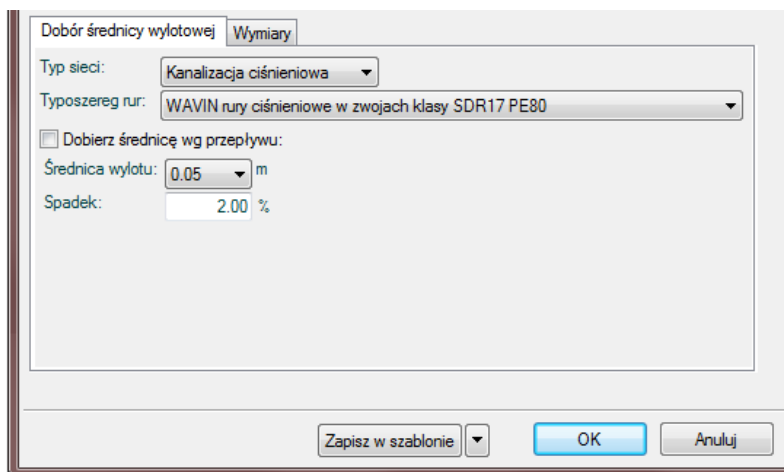 Dobór średnicy wylotowej Wymiary
Typ sieci: Kanalizacja ciśnieniowa
Typoszereg rur: WAVIN rury ciśnieniowe w zwojach klasy SDR17 PE80
Dobierz średnicę wg przepływu:
Średnica wylotu: 0.05 m
Spadek: 2.00 %
Zapisz w szablonie OK Anuluj